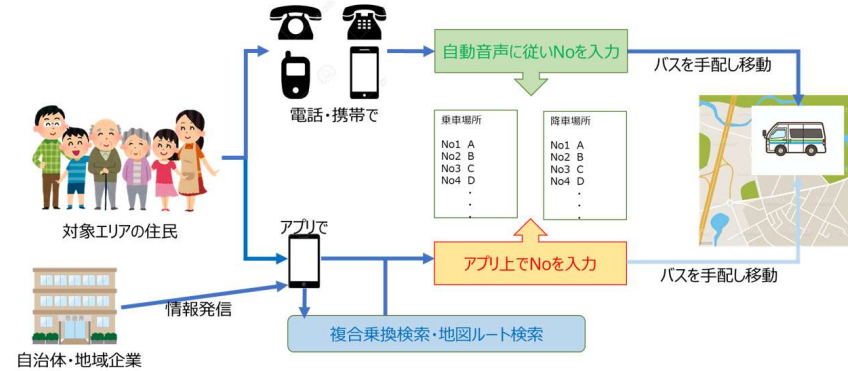 自動音声に従いNoを入力
バスを手配し移動
電話・携帯で
乗車場所
No1 A
No2 B
No3 C
No4 D
.
.
.
降車場所
No1 A
No2 B
No3 C
No4 D
.
.
.
対象エリアの住民
アプリで
アプリ上でNoを入力
バスを手配し移動
情報発信
複合乗換検索・地図ルート検索
自治体・地域企業